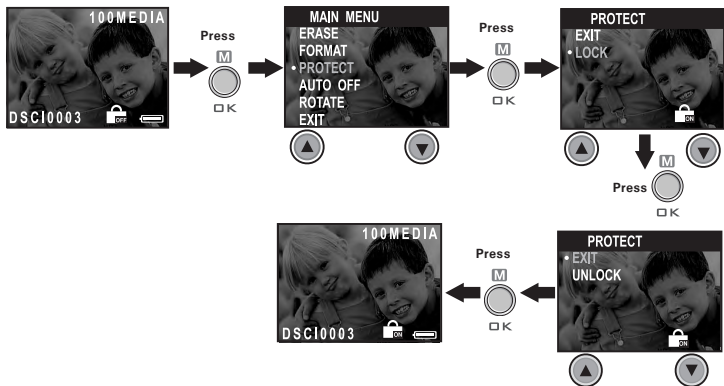 100MEDIA
DSCI0003
OFF
Press
M
OK
MAIN MENU
ERASE
FORMAT
PROTECT
AUTO OFF
ROTATE
EXIT
Press
M
OK
PROTECT
EXIT
LOCK
ON
M
Press
OK
PROTECT
EXIT
UNLOCK
ON
Press
M
OK
100MEDIA
DSCI0003
ON